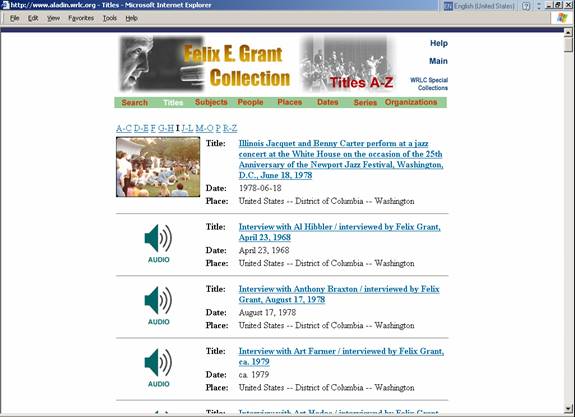 http://www.aladin.wrlc.org - Titles - Microsoft Internet Explorer
EN English (United States)
File Edit View Favorites Tools Help
Felix E. Grant
Collection
Titles A-Z
Help
Main
WRLC Special
Collections
Search Titles Subjects People Places Dates Series Organizations
A-C D-E F G-H I J-L M-O P R-Z
Title: Illinois Jacquet and Benny Carter perform at a jazz
concert at the White House on the occasion of the 25th
Anniversary of the Newport Jazz Festival, Washington,
D.C., June 18, 1978
Date: 1978-06-18
Place: United States -- District of Columbia -- Washington
AUDIO
Title: Interview with Al Hibbler / interviewed by Felix Grant,
April 23, 1968
Date: April 23, 1968
Place: United States -- District of Columbia -- Washington
AUDIO
Title: Interview with Anthony Braxton / interviewed by Felix
Grant, August 17, 1978
Date: August 17, 1978
Place: United States -- District of Columbia -- Washington
AUDIO
Title: Interview with Art Farmer / interviewed by Felix Grant,
ca. 1979
Date: ca. 1979
Place: United States -- District of Columbia -- Washington
Title: Interview with Art / interviewed by Felix Grant